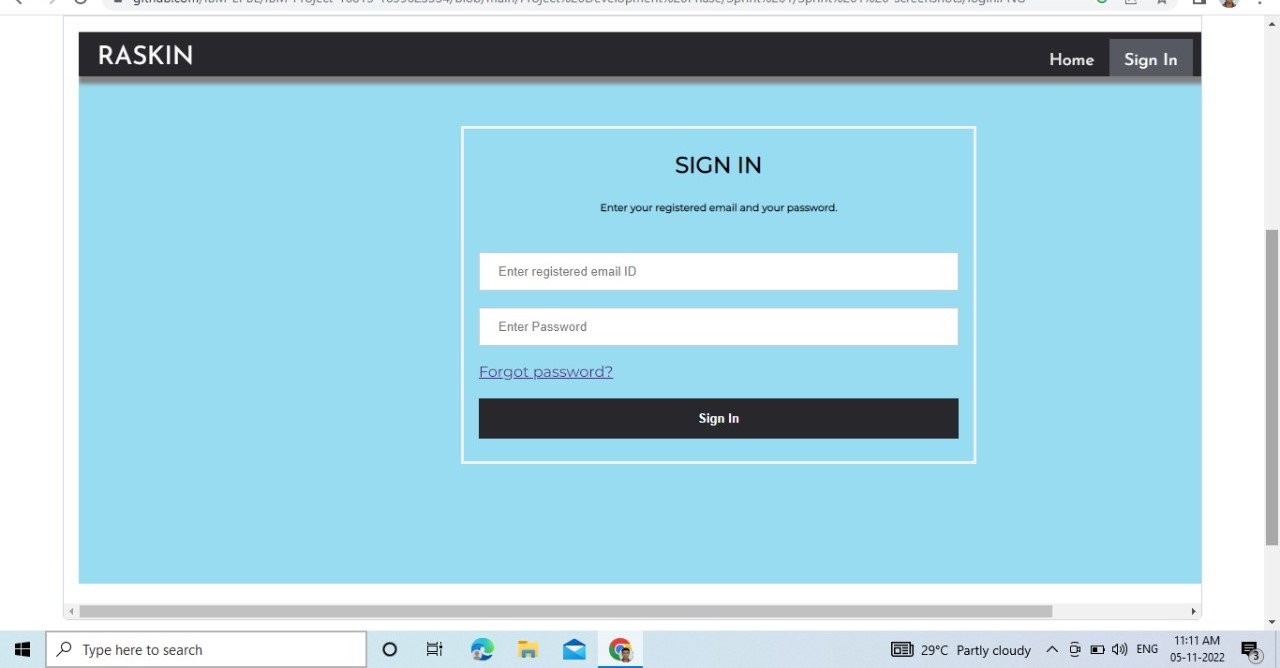 RASKIN
Home
Sign In
SIGN IN
Enter your registered email and your password.
Enter registered email ID
Enter Password
Forgot password?
Sign In
Type here to search
29°C Partly cloudy
ENG
11:11 AM
05-11-2022
3